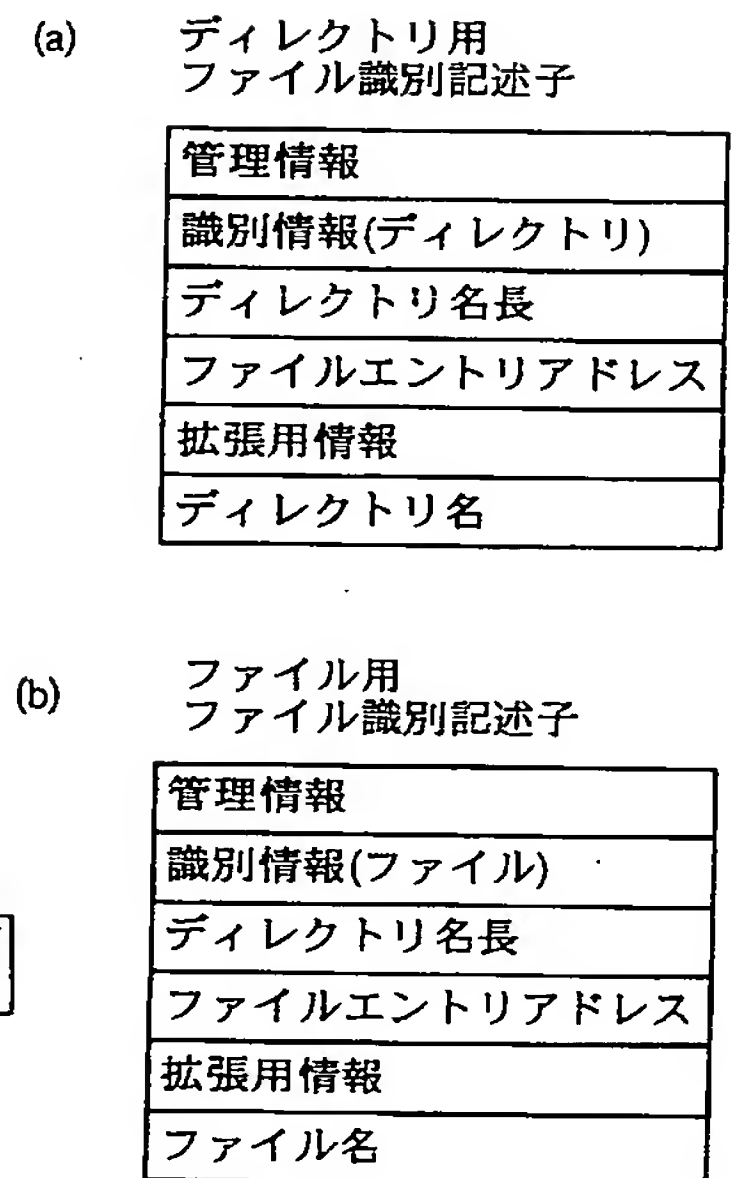 (a) ディレクトリ用
ファイル識別記述子
管理情報
識別情報(ディレクトリ)
ディレクトリ名長
ファイルエントリアドレス
拡張用情報
ディレクトリ名
(b) ファイル用
ファイル識別記述子
管理情報
識別情報(ファイル)
ディレクトリ名長
ファイルエントリアドレス
拡張用情報
ファイル名